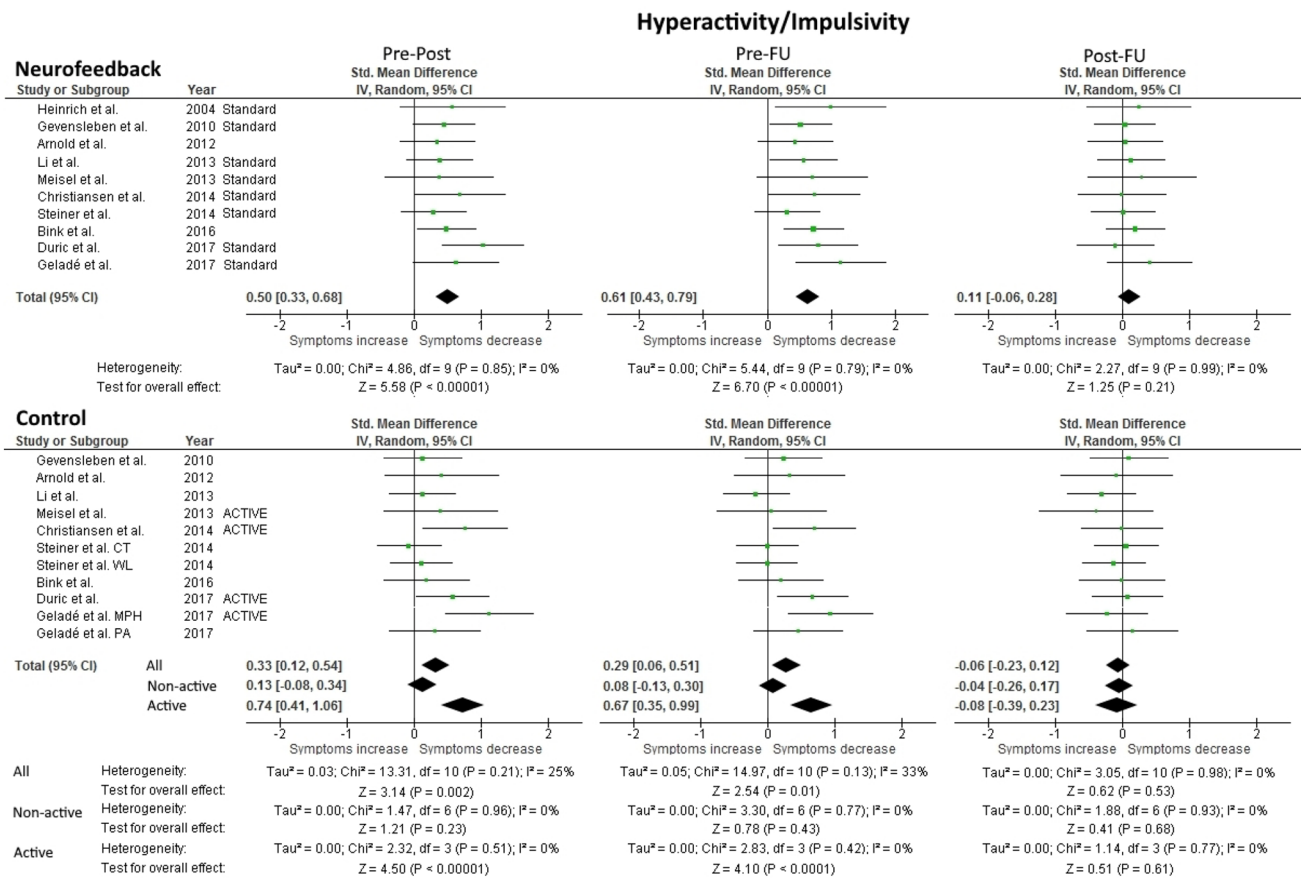 Hyperactivity/Impulsivity
Pre-Post Pre-FU Post-FU
Neurofeedback Std. Mean Difference Std. Mean Difference Std. Mean Difference
Study or Subgroup Year IV, Random, 95% CI IV, Random, 95% CI IV, Random, 95% CI
Heinrich et al. 2004 Standard
Gevensleben et al. 2010 Standard
Arnold et al. 2012
Li et al. 2013 Standard
Meisel et al. 2013 Standard
Christiansen et al. 2014 Standard
Steiner et al. 2014 Standard
Bink et al. 2016
Duric et al. 2017 Standard
Geladé et al. 2017 Standard
Total (95% CI) 0.50 [0.33, 0.68] 0.61 [0.43, 0.79] 0.11 [-0.06, 0.28]
-2 -1 0 1 2 -2 -1 0 1 2 -2 -1 0 1 2
Symptoms increase Symptoms decrease Symptoms increase Symptoms decrease Symptoms increase Symptoms decrease
Heterogeneity: Tau² = 0.00; Chi² = 4.86, df = 9 (P = 0.85); I² = 0% Tau² = 0.00; Chi² = 5.44, df = 9 (P = 0.79); I² = 0% Tau² = 0.00; Chi² = 2.27, df = 9 (P = 0.99); I² = 0%
Test for overall effect: Z = 5.58 (P < 0.00001) Z = 6.70 (P < 0.00001) Z = 1.25 (P = 0.21)
Control Std. Mean Difference Std. Mean Difference Std. Mean Difference
Study or Subgroup Year IV, Random, 95% CI IV, Random, 95% CI IV, Random, 95% CI
Gevensleben et al. 2010
Arnold et al. 2012
Li et al. 2013
Meisel et al. 2013 ACTIVE
Christiansen et al. 2014 ACTIVE
Steiner et al. CT 2014
Steiner et al. WL 2014
Bink et al. 2016
Duric et al. 2017 ACTIVE
Geladé et al. MPH 2017 ACTIVE
Geladé et al. PA 2017
Total (95% CI) All 0.33 [0.12, 0.54] 0.29 [0.06, 0.51] -0.06 [-0.23, 0.12]
Non-active 0.13 [-0.08, 0.34] 0.08 [-0.13, 0.30] -0.04 [-0.26, 0.17]
Active 0.74 [0.41, 1.06] 0.67 [0.35, 0.99] -0.08 [-0.39, 0.23]
-2 -1 0 1 2 -2 -1 0 1 2 -2 -1 0 1 2
Symptoms increase Symptoms decrease Symptoms increase Symptoms decrease Symptoms increase Symptoms decrease
All Heterogeneity: Tau² = 0.03; Chi² = 13.31, df = 10 (P = 0.21); I² = 25% Tau² = 0.05; Chi² = 14.97, df = 10 (P = 0.13); I² = 33% Tau² = 0.00; Chi² = 3.05, df = 10 (P = 0.98); I² = 0%
Test for overall effect: Z = 3.14 (P = 0.002) Z = 2.54 (P = 0.01) Z = 0.62 (P = 0.53)
Non-active Heterogeneity: Tau² = 0.00; Chi² = 1.47, df = 6 (P = 0.96); I² = 0% Tau² = 0.00; Chi² = 3.30, df = 6 (P = 0.77); I² = 0% Tau² = 0.00; Chi² = 1.88, df = 6 (P = 0.93); I² = 0%
Test for overall effect: Z = 1.21 (P = 0.23) Z = 0.78 (P = 0.43) Z = 0.41 (P = 0.68)
Active Heterogeneity: Tau² = 0.00; Chi² = 2.32, df = 3 (P = 0.51); I² = 0% Tau² = 0.00; Chi² = 2.83, df = 3 (P = 0.42); I² = 0% Tau² = 0.00; Chi² = 1.14, df = 3 (P = 0.77); I² = 0%
Test for overall effect: Z = 4.50 (P < 0.00001) Z = 4.10 (P < 0.0001) Z = 0.51 (P = 0.61)